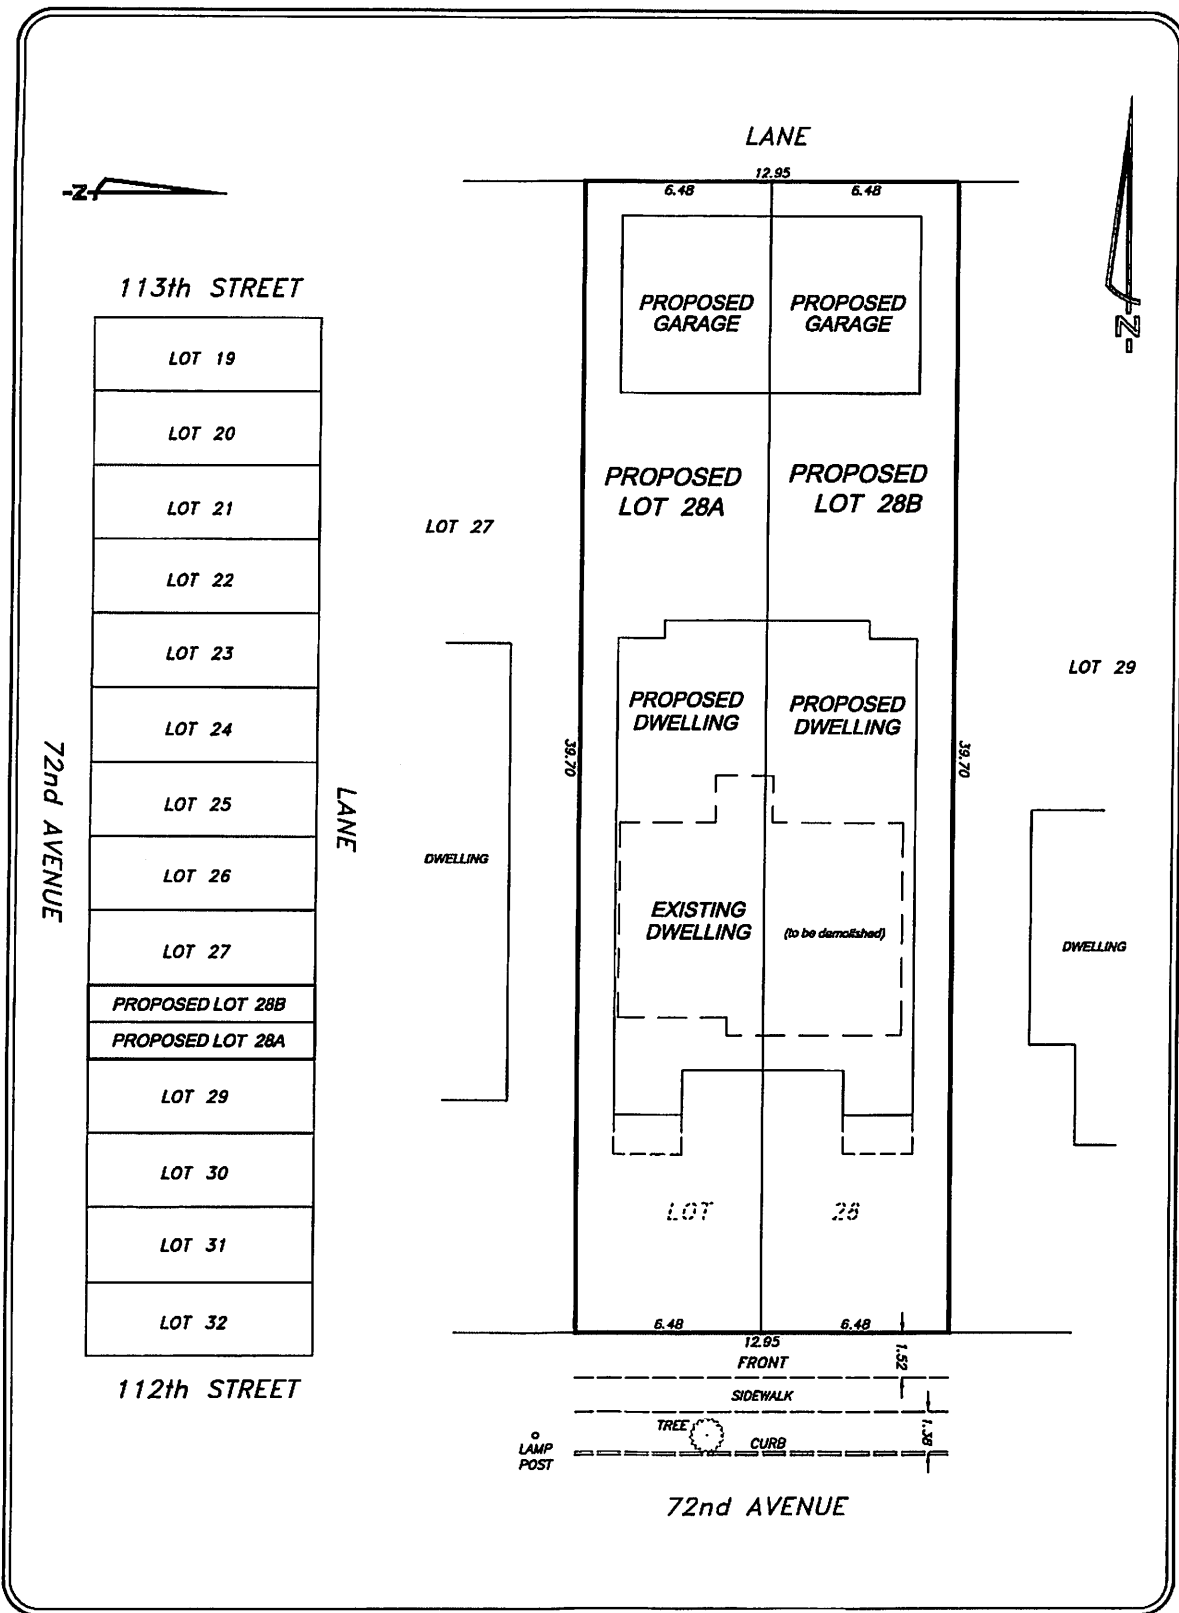 LANE
12.95
6.48
6.48
-Z-
-Z-
113th STREET
LOT 19
LOT 20
LOT 21
LOT 22
LOT 23
LOT 24
LOT 25
LOT 26
LOT 27
PROPOSED LOT 28B
PROPOSED LOT 28A
LOT 29
LOT 30
LOT 31
LOT 32
112th STREET
72nd AVENUE
LANE
PROPOSED
GARAGE
PROPOSED
GARAGE
PROPOSED
LOT 28A
PROPOSED
LOT 28B
LOT 27
LOT 29
PROPOSED
DWELLING
PROPOSED
DWELLING
39.70
39.70
DWELLING
EXISTING
DWELLING
(to be demolished)
DWELLING
LOT 28
6.48
6.48
12.95
1.52
FRONT
SIDEWALK
TREE
CURB
1.38
LAMP
POST
72nd AVENUE